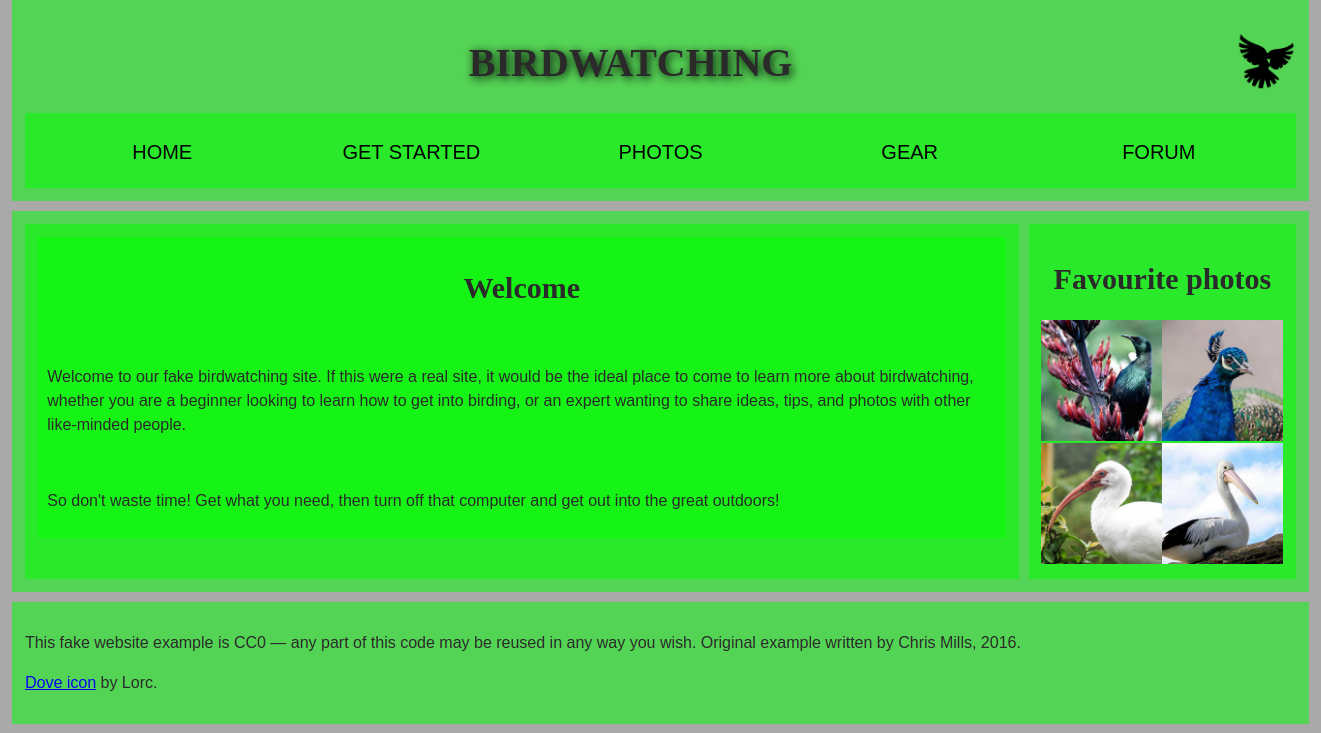 BIRDWATCHING
HOME GET STARTED PHOTOS GEAR FORUM
Welcome
Welcome to our fake birdwatching site. If this were a real site, it would be the ideal place to come to learn more about birdwatching,
whether you are a beginner looking to learn how to get into birding, or an expert wanting to share ideas, tips, and photos with other
like-minded people.
So don't waste time! Get what you need, then turn off that computer and get out into the great outdoors!
Favourite photos
This fake website example is CC0 — any part of this code may be reused in any way you wish. Original example written by Chris Mills, 2016.
Dove icon by Lorc.